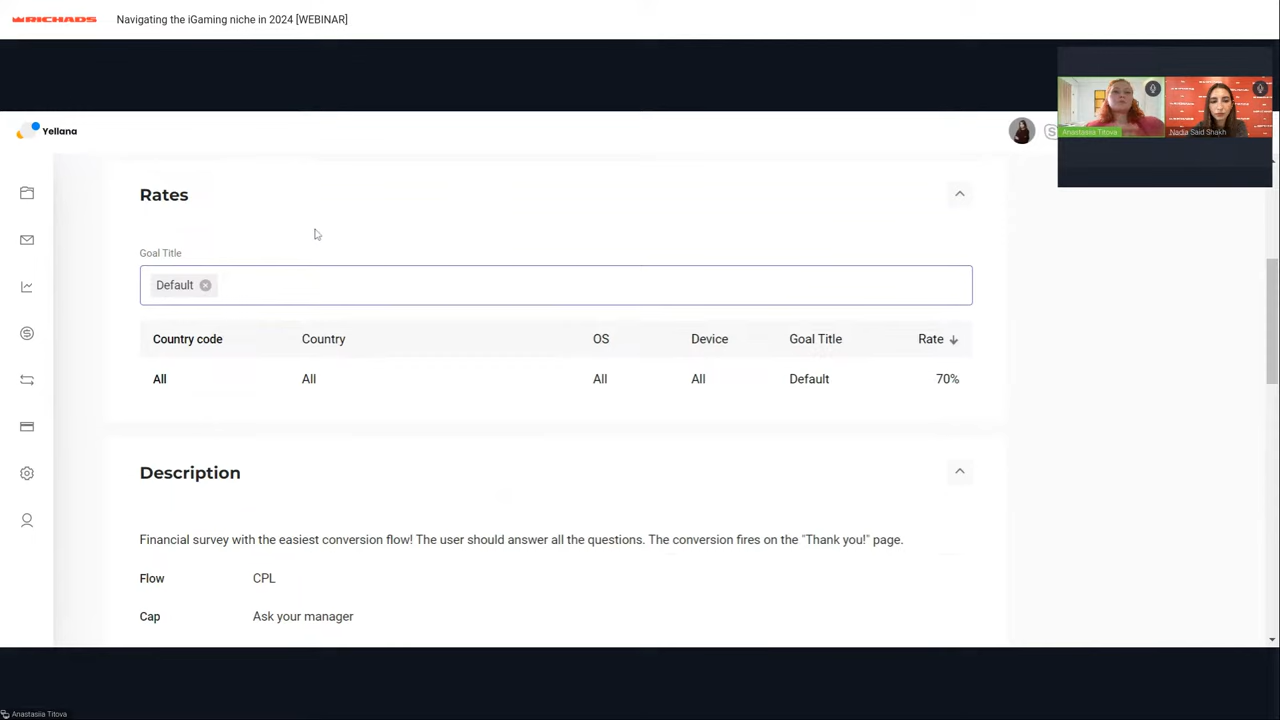 RICHADS Navigating the iGaming niche in 2024 [WEBINAR]
Yellana
Anastasiia Titova Nadia Said Shakh
Rates
Goal Title
Default
Country code Country OS Device Goal Title Rate
All All All All Default 70%
Description
Financial survey with the easiest conversion flow! The user should answer all the questions. The conversion fires on the "Thank you!" page.
Flow CPL
Cap Ask your manager
Anastasiia Titova